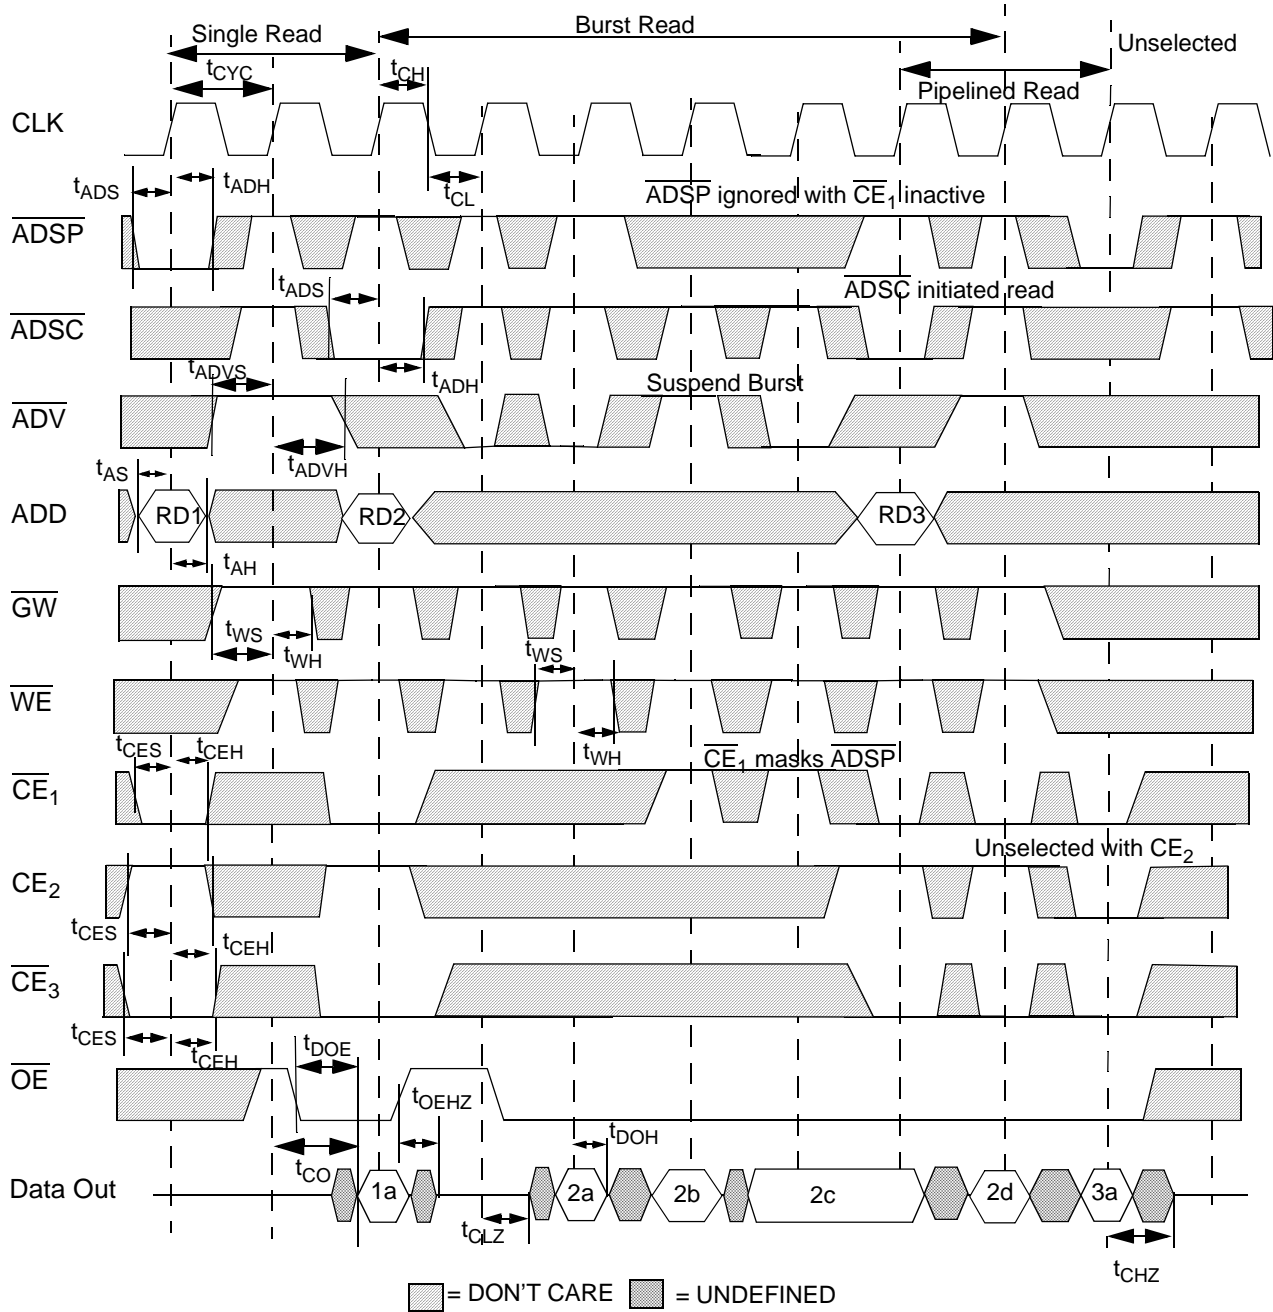 Single Read
Burst Read
Unselected
tCYC
tCH
Pipelined Read
CLK
tADS
tADH
tCL
ADSP ignored with CE1 inactive
ADSP
tADS
ADSC initiated read
ADSC
tADVS
tADH
Suspend Burst
ADV
tADVH
tAS
ADD
RD1
RD2
RD3
tAH
GW
tWS
tWH
tWS
WE
tWH
tCES
tCEH
CE1 masks ADSP
CE1
Unselected with CE2
CE2
tCES
tCEH
CE3
tCES
tCEH
tDOE
OE
tOEHZ
tDOH
tCO
Data Out
1a
2a
2b
2c
2d
3a
tCLZ
tCHZ
= DON'T CARE
= UNDEFINED